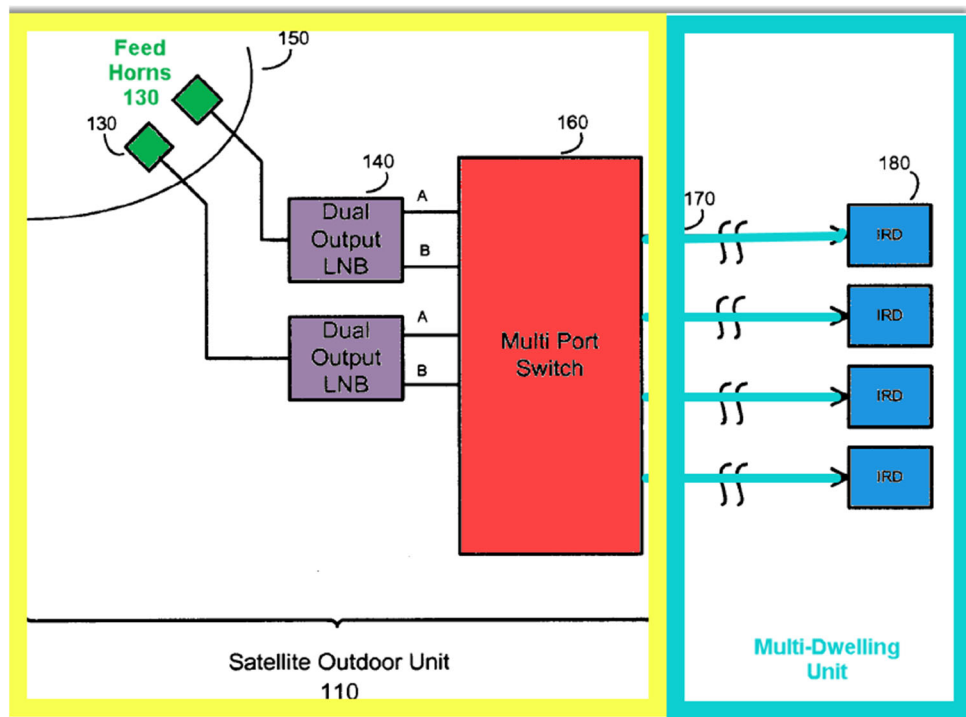 Feed
Horns
130
150
130
140
160
170
180
Dual
Output
LNB
A
B
Dual
Output
LNB
A
B
Multi Port
Switch
IRD
IRD
IRD
IRD
Satellite Outdoor Unit
110
Multi-Dwelling
Unit